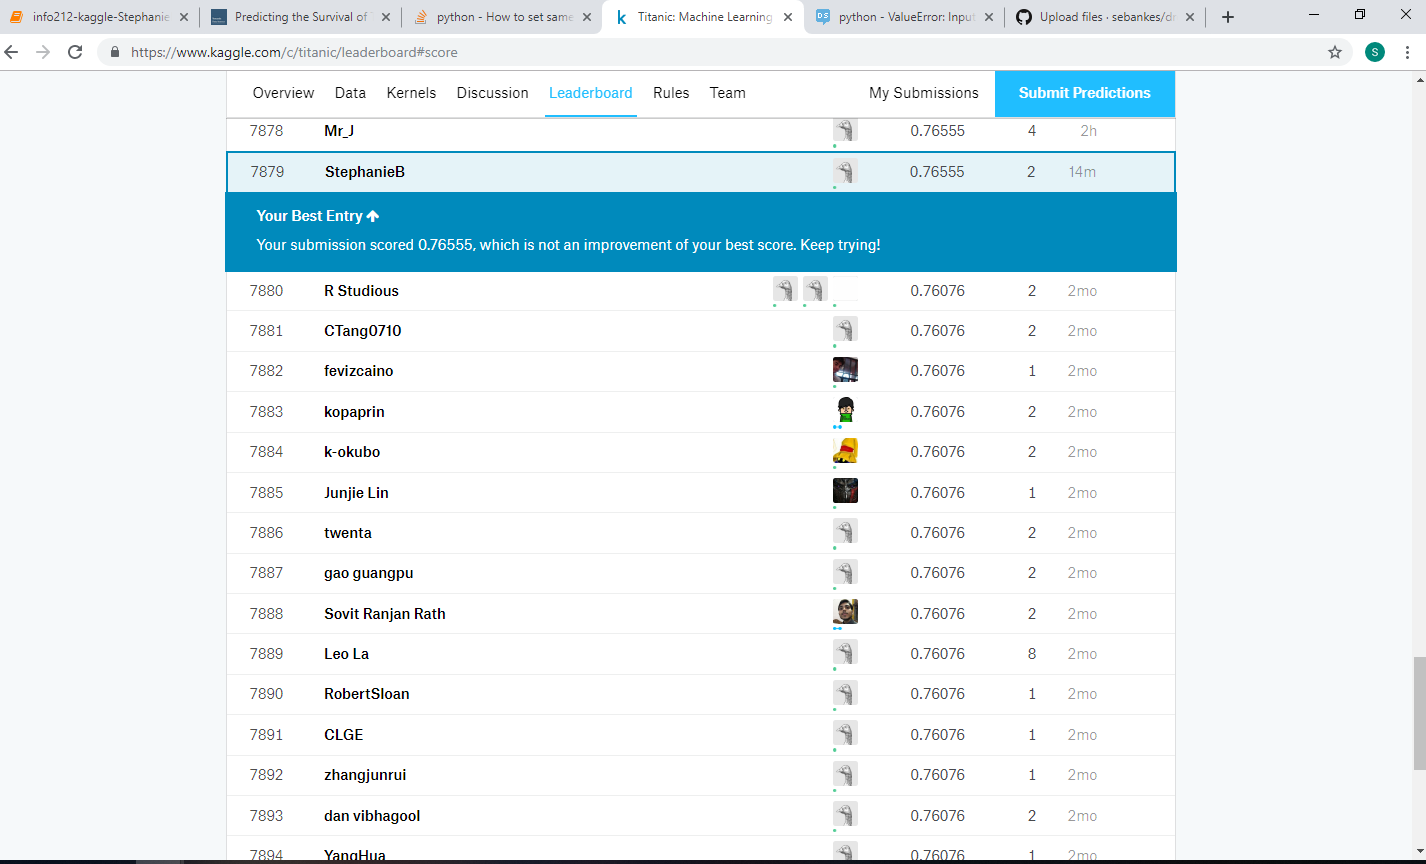 info212-kaggle-Stephanie
Predicting the Survival of
python - How to set same
Titanic: Machine Learning
python - ValueError: Input
Upload files · sebankes/d
https://www.kaggle.com/c/titanic/leaderboard#score
S
Overview Data Kernels Discussion Leaderboard Rules Team My Submissions Submit Predictions
7878 Mr_J 0.76555 4 2h
7879 StephanieB 0.76555 2 14m
Your Best Entry
Your submission scored 0.76555, which is not an improvement of your best score. Keep trying!
7880 R Studious 0.76076 2 2mo
7881 CTang0710 0.76076 2 2mo
7882 fevizcaino 0.76076 1 2mo
7883 kopaprin 0.76076 2 2mo
7884 k-okubo 0.76076 2 2mo
7885 Junjie Lin 0.76076 1 2mo
7886 twenta 0.76076 2 2mo
7887 gao guangpu 0.76076 2 2mo
7888 Sovit Ranjan Rath 0.76076 2 2mo
7889 Leo La 0.76076 8 2mo
7890 RobertSloan 0.76076 1 2mo
7891 CLGE 0.76076 1 2mo
7892 zhangjunrui 0.76076 1 2mo
7893 dan vibhagool 0.76076 2 2mo
7894 YangHua 0.76076 1 2mo